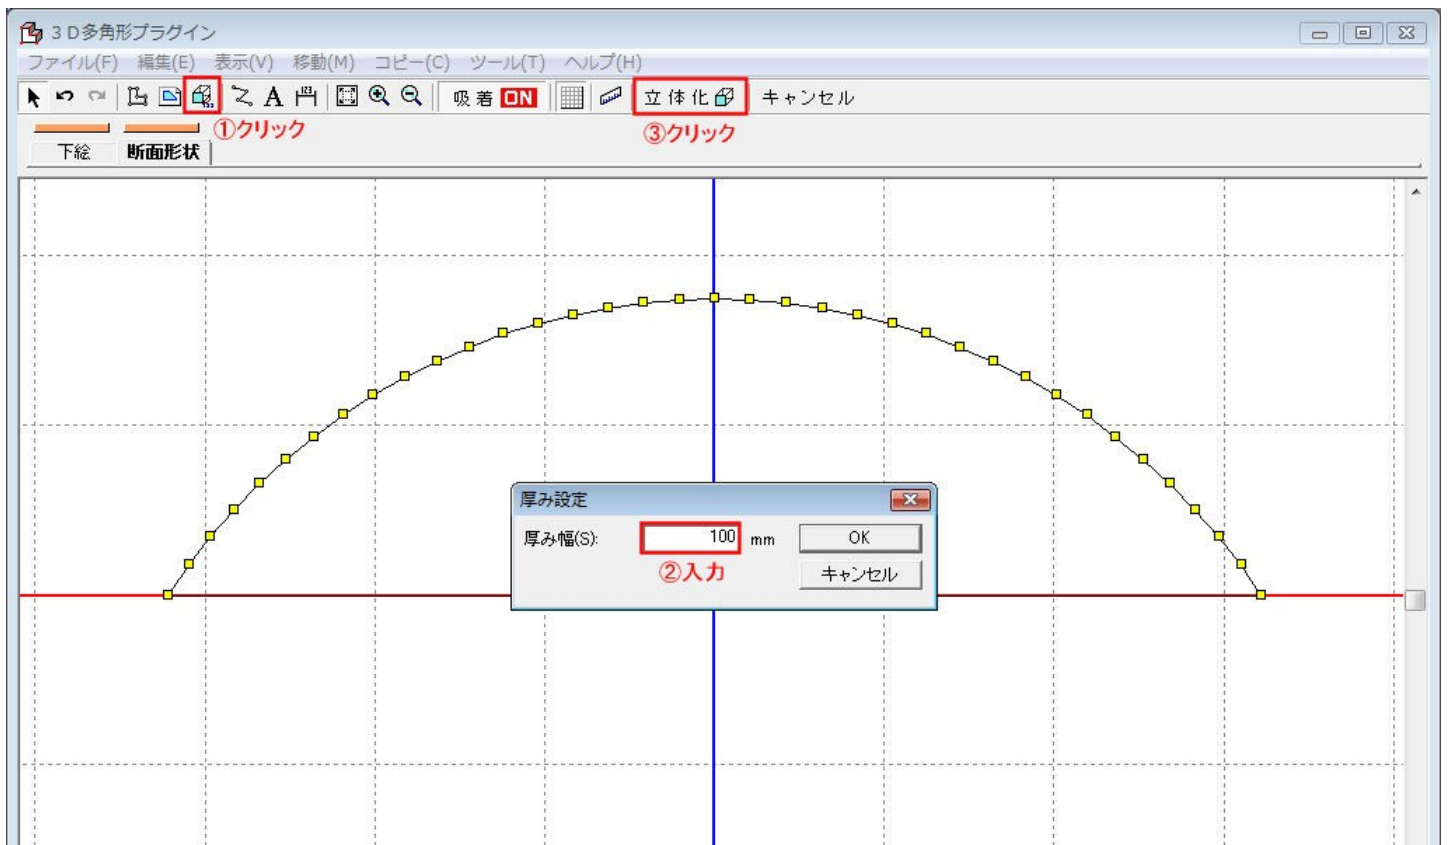 3D多角形プラグイン
ファイル(F) 編集(E) 表示(V) 移動(M) コピー(C) ツール(T) ヘルプ(H)
A 123 吸着 ON 立体化 キャンセル
①クリック ③クリック
下絵 断面形状
厚み設定
厚み幅(S): 100 mm OK
②入力 キャンセル